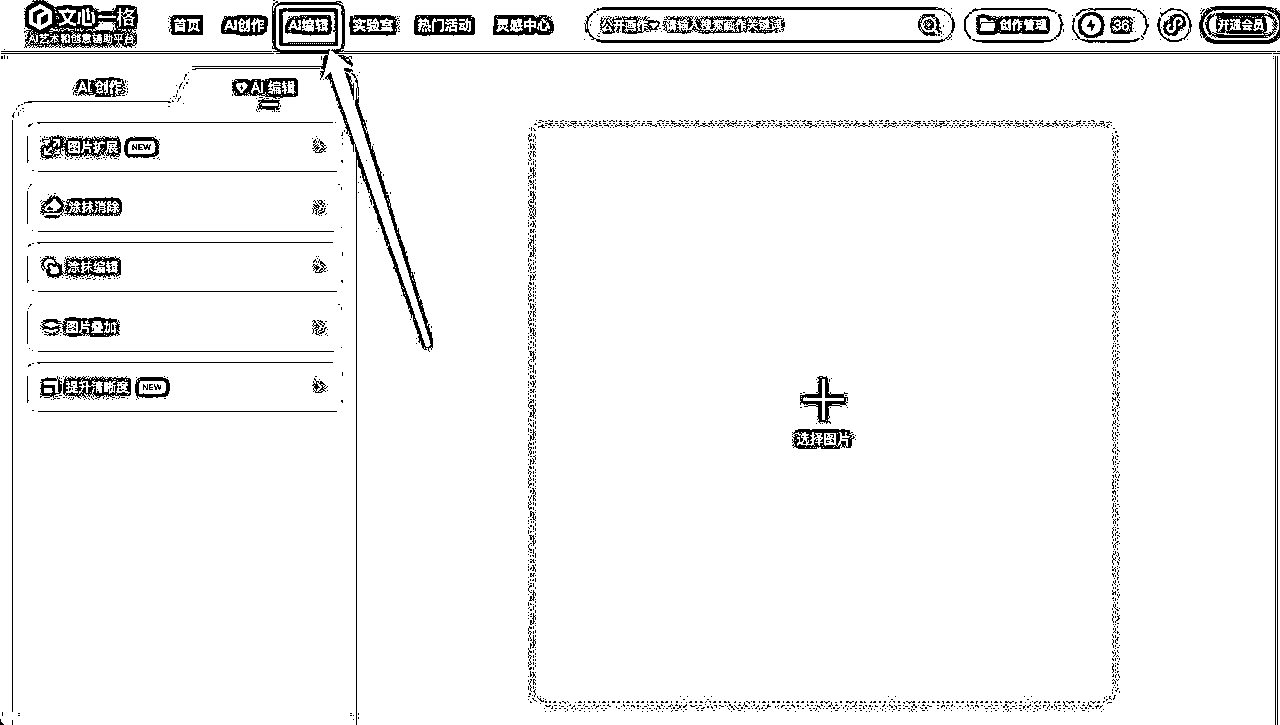 文心一格
AI艺术和创意辅助平台
首页 AI创作 AI编辑 实验室 热门活动 灵感中心 公开画作 请输入搜索画作关键词 创作管理 36 开通会员
AI 创作 AI 编辑
图片扩展 NEW
涂抹消除
涂抹编辑
图片叠加
提升清晰度 NEW
选择图片